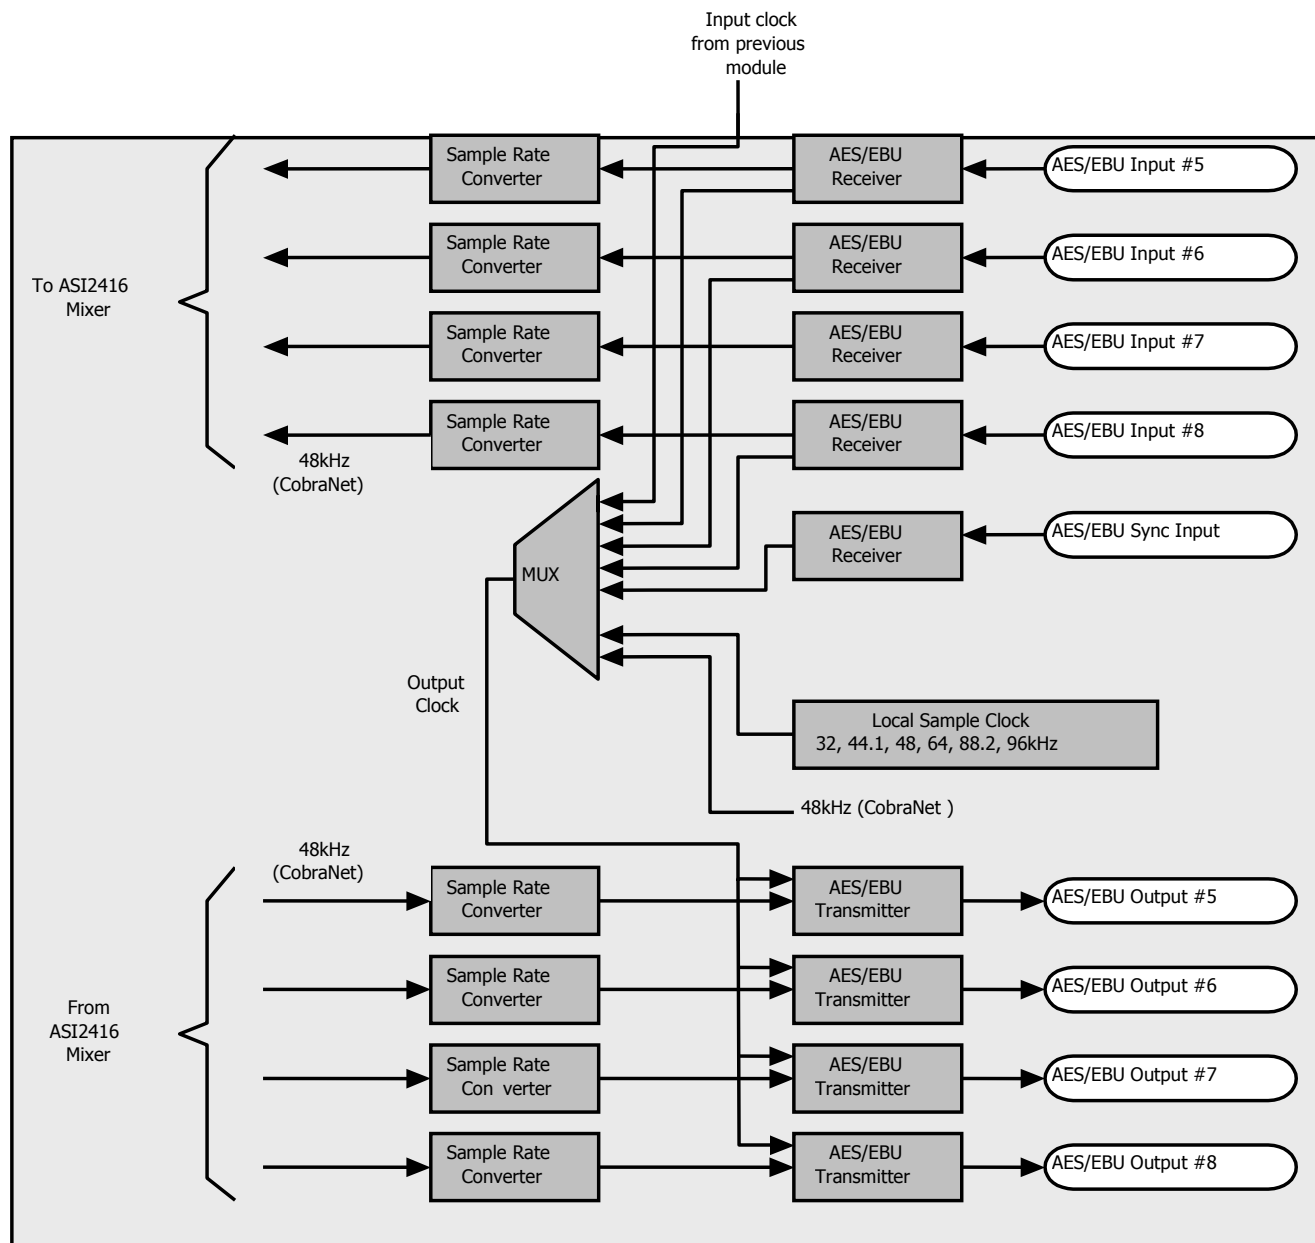 Input clock
from previous
module
Sample Rate
Converter
AES/EBU
Receiver
AES/EBU Input #5
Sample Rate
Converter
AES/EBU
Receiver
AES/EBU Input #6
To ASI2416
Mixer
Sample Rate
Converter
AES/EBU
Receiver
AES/EBU Input #7
Sample Rate
Converter
AES/EBU
Receiver
AES/EBU Input #8
48kHz
(CobraNet)
AES/EBU
Receiver
AES/EBU Sync Input
MUX
Output
Clock
Local Sample Clock
32, 44.1, 48, 64, 88.2, 96kHz
48kHz (CobraNet )
48kHz
(CobraNet)
Sample Rate
Converter
AES/EBU
Transmitter
AES/EBU Output #5
Sample Rate
Converter
AES/EBU
Transmitter
AES/EBU Output #6
From
ASI2416
Mixer
Sample Rate
Con verter
AES/EBU
Transmitter
AES/EBU Output #7
Sample Rate
Converter
AES/EBU
Transmitter
AES/EBU Output #8